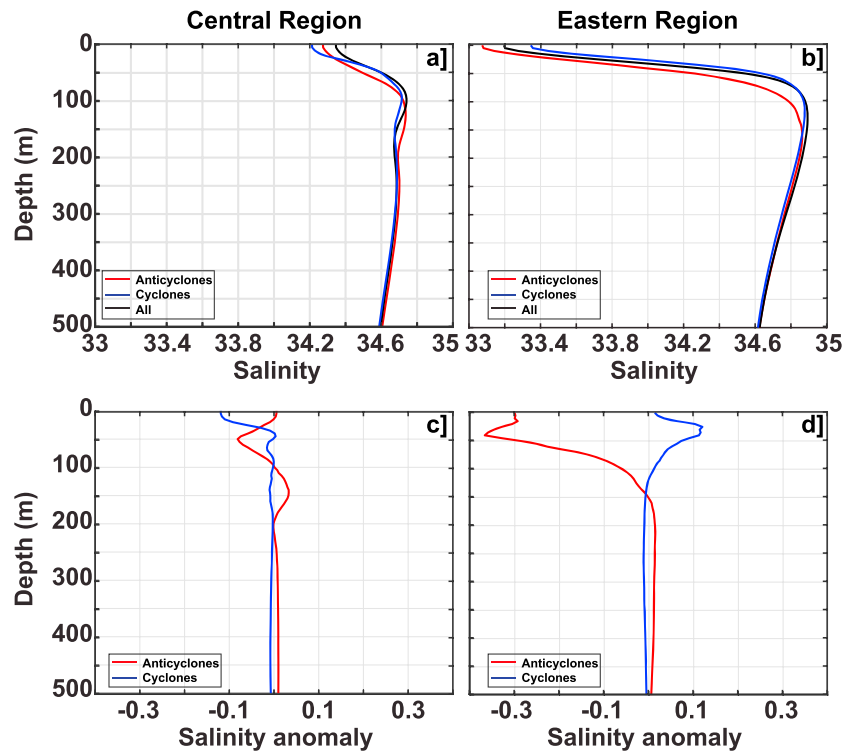 Central Region
Eastern Region
0
100
200
300
400
500
Depth (m)
a]
Anticyclones
Cyclones
All
33
33.4
33.8
34.2
34.6
35
Salinity
b]
Anticyclones
Cyclones
All
33
33.4
33.8
34.2
34.6
35
Salinity
0
100
200
300
400
500
Depth (m)
c]
Anticyclones
Cyclones
-0.3
-0.1
0.1
0.3
Salinity anomaly
d]
Anticyclones
Cyclones
-0.3
-0.1
0.1
0.3
Salinity anomaly